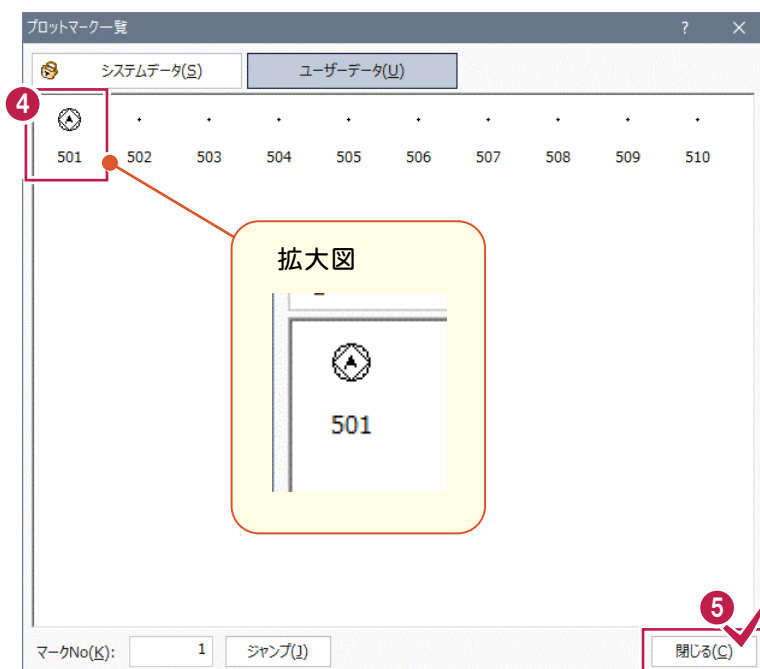 プロットマーク一覧 ? ×
システムデータ(S) ユーザーデータ(U)
4
501 502 503 504 505 506 507 508 509 510
拡大図
501
5
マークNo(K): 1 ジャンプ(J) 閉じる(C)